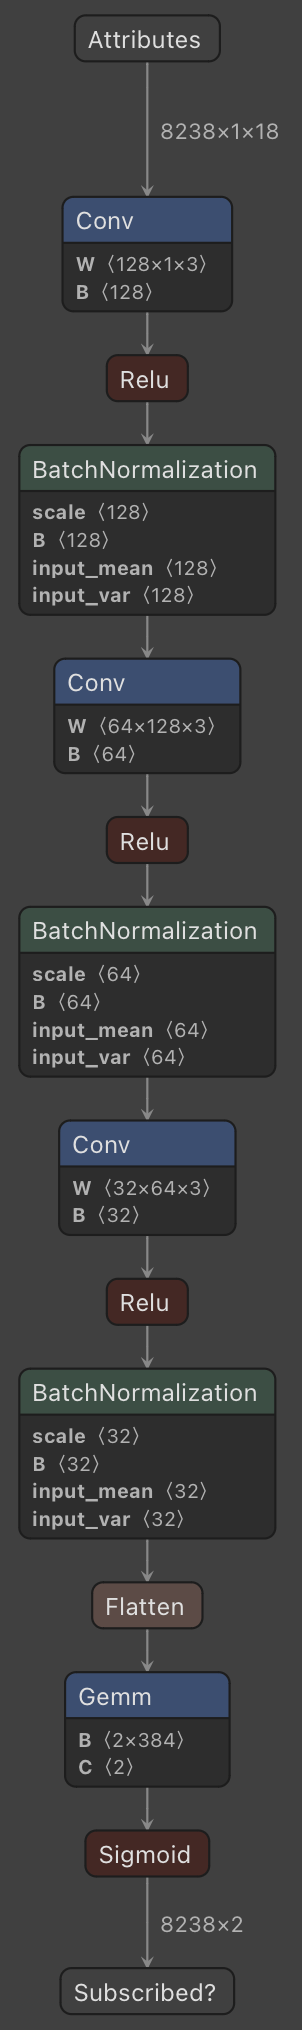 Attributes
8238×1×18
Conv
W ⟨128×1×3⟩
B ⟨128⟩
Relu
BatchNormalization
scale ⟨128⟩
B ⟨128⟩
input_mean ⟨128⟩
input_var ⟨128⟩
Conv
W ⟨64×128×3⟩
B ⟨64⟩
Relu
BatchNormalization
scale ⟨64⟩
B ⟨64⟩
input_mean ⟨64⟩
input_var ⟨64⟩
Conv
W ⟨32×64×3⟩
B ⟨32⟩
Relu
BatchNormalization
scale ⟨32⟩
B ⟨32⟩
input_mean ⟨32⟩
input_var ⟨32⟩
Flatten
Gemm
B ⟨2×384⟩
C ⟨2⟩
Sigmoid
8238×2
Subscribed?